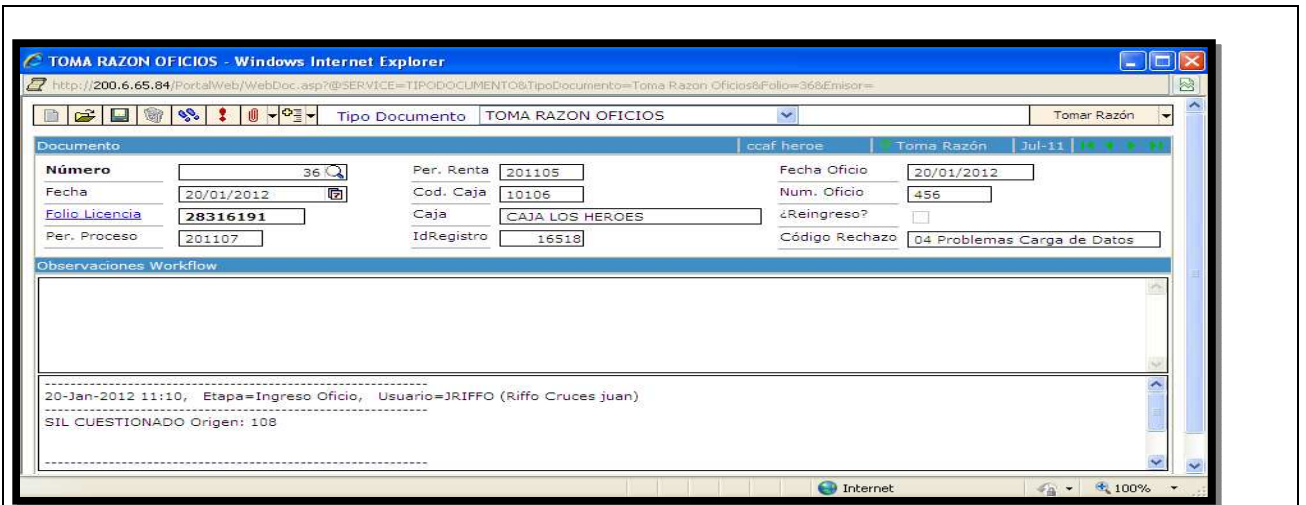 TOMA RAZON OFICIOS - Windows Internet Explorer
http://200.6.65.84/PortalWeb/WebDoc.asp?@SERVICE=TIPODOCUMENTO&TipoDocumento=Toma Razon Oficios&Folio=36&Emisor=
Tipo Documento TOMA RAZON OFICIOS Tomar Razón
Documento ccaf heroe Toma Razón Jul-11
Número 36 Per. Renta 201105 Fecha Oficio 20/01/2012
Fecha 20/01/2012 Cod. Caja 10106 Num. Oficio 456
Folio Licencia 28316191 Caja CAJA LOS HEROES ¿Reingreso?
Per. Proceso 201107 IdRegistro 16518 Código Rechazo 04 Problemas Carga de Datos
Observaciones Workflow
------------------------------------------------------------
20-Jan-2012 11:10, Etapa=Ingreso Oficio, Usuario=JRIFFO (Riffo Cruces juan)
------------------------------------------------------------
SIL CUESTIONADO Origen: 108
------------------------------------------------------------
Internet 100%